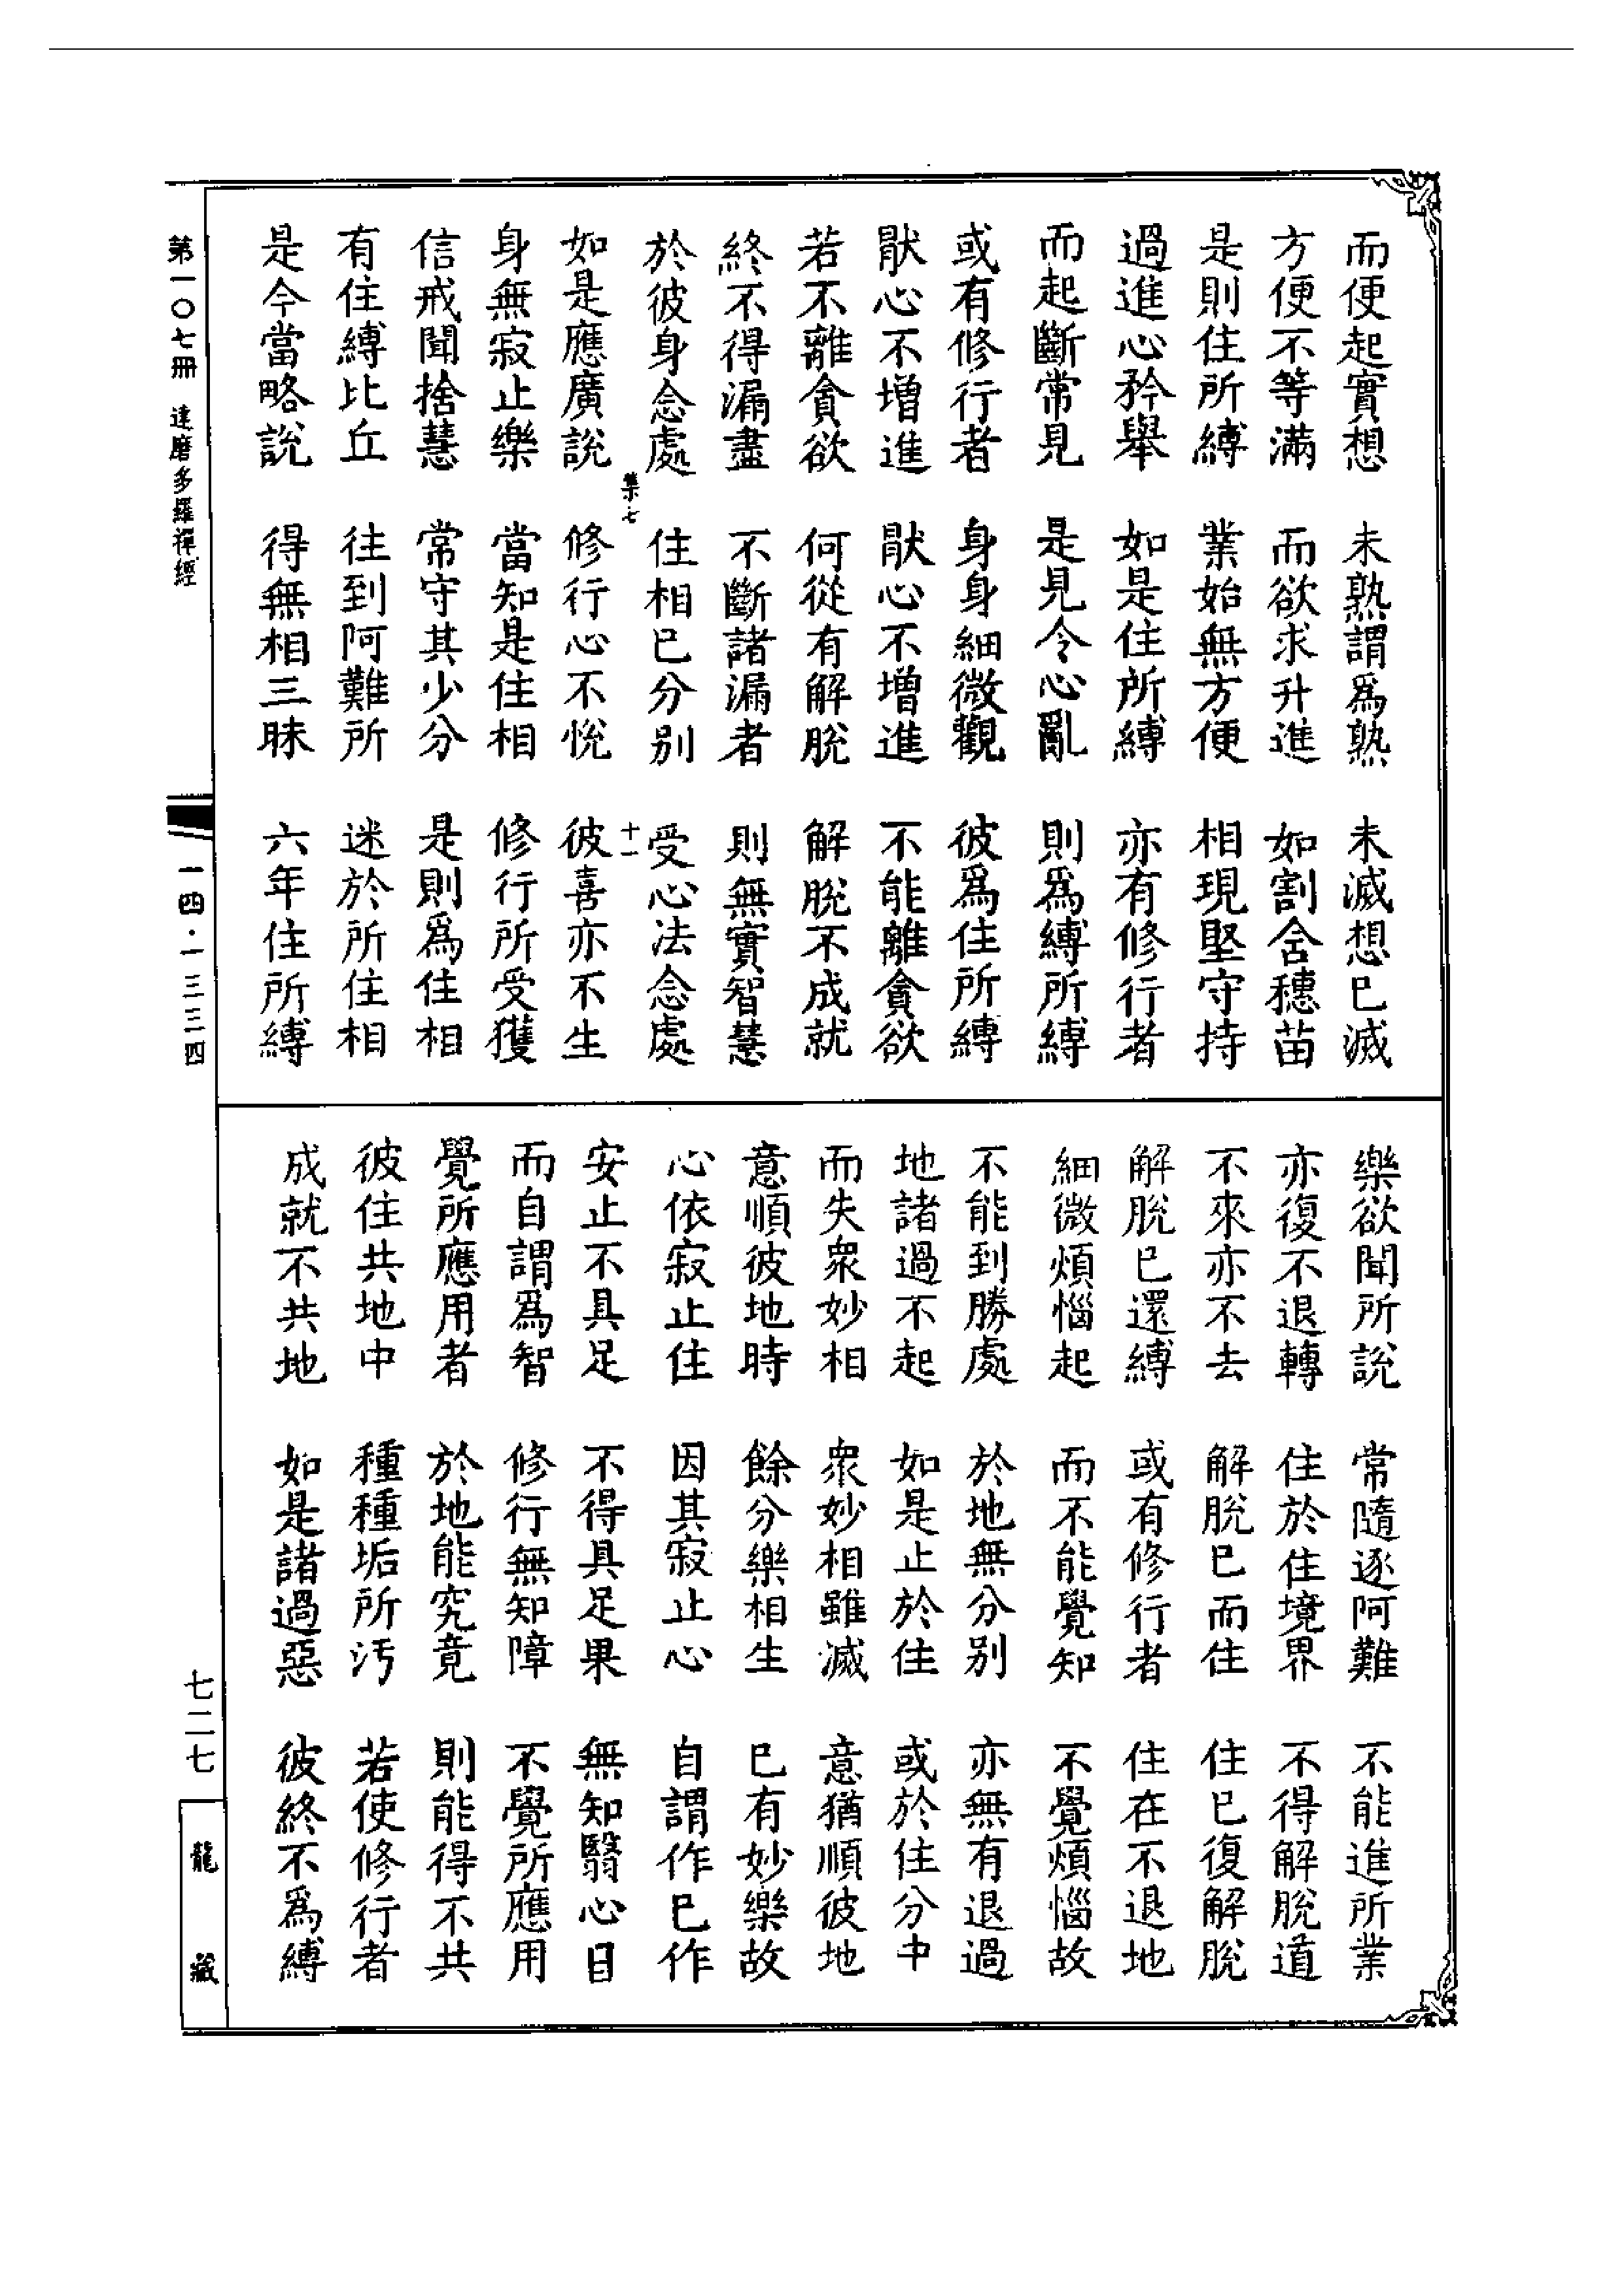 而便起實想　未熟謂爲熟　未滅想已滅
方便不等滿　而欲求升進　如割舍穗苗
是則住所縛　業始無方便　相現堅守持
過進心矜舉　如是住所縛　亦有修行者
而起斷常見　是見令心亂　則爲縛所縛
或有修行者　身身細微觀　彼爲住所縛
猒心不增進　猒心不增進　不能離貪欲
若不離貪欲　何從有解脫　解脫不成就
終不得漏盡　不斷諸漏者　則無實智慧
於彼身念處　住相已分別　受心法念處
集七　十一
如是應廣說　修行心不悅　彼喜亦不生
身無寂止樂　當知是住相　修行所受獲
信戒聞捨慧　常守其少分　是則爲住相
有住縛比丘　往到阿難所　迷於所住相
是今當略說　得無相三昧　六年住所縛
樂欲聞所說　常隨逐阿難　不能進所業
亦復不退轉　住於住境界　不得解脫道
不來亦不去　解脫已而住　住已復解脫
解脫已還縛　或有修行者　住在不退地
細微煩惱起　而不能覺知　不覺煩惱故
不能到勝處　於地無分別　亦無有退過
地諸過不起　如是止於住　或於住分中
而失衆妙相　衆妙相雖滅　意猶順彼地
意順彼地時　餘分樂相生　已有妙樂故
心依寂止住　因其寂止心　自謂作已作
安止不具足　不得具足果　無知翳心目
而自謂爲智　修行無知障　不覺所應用
覺所應用者　於地能究竟　則能得不共
彼住共地中　種種垢所污　若使修行者
成就不共地　如是諸過惡　彼終不爲縛
第一〇七冊　達磨多羅禪經
一四·一三三四
七二七
龍藏